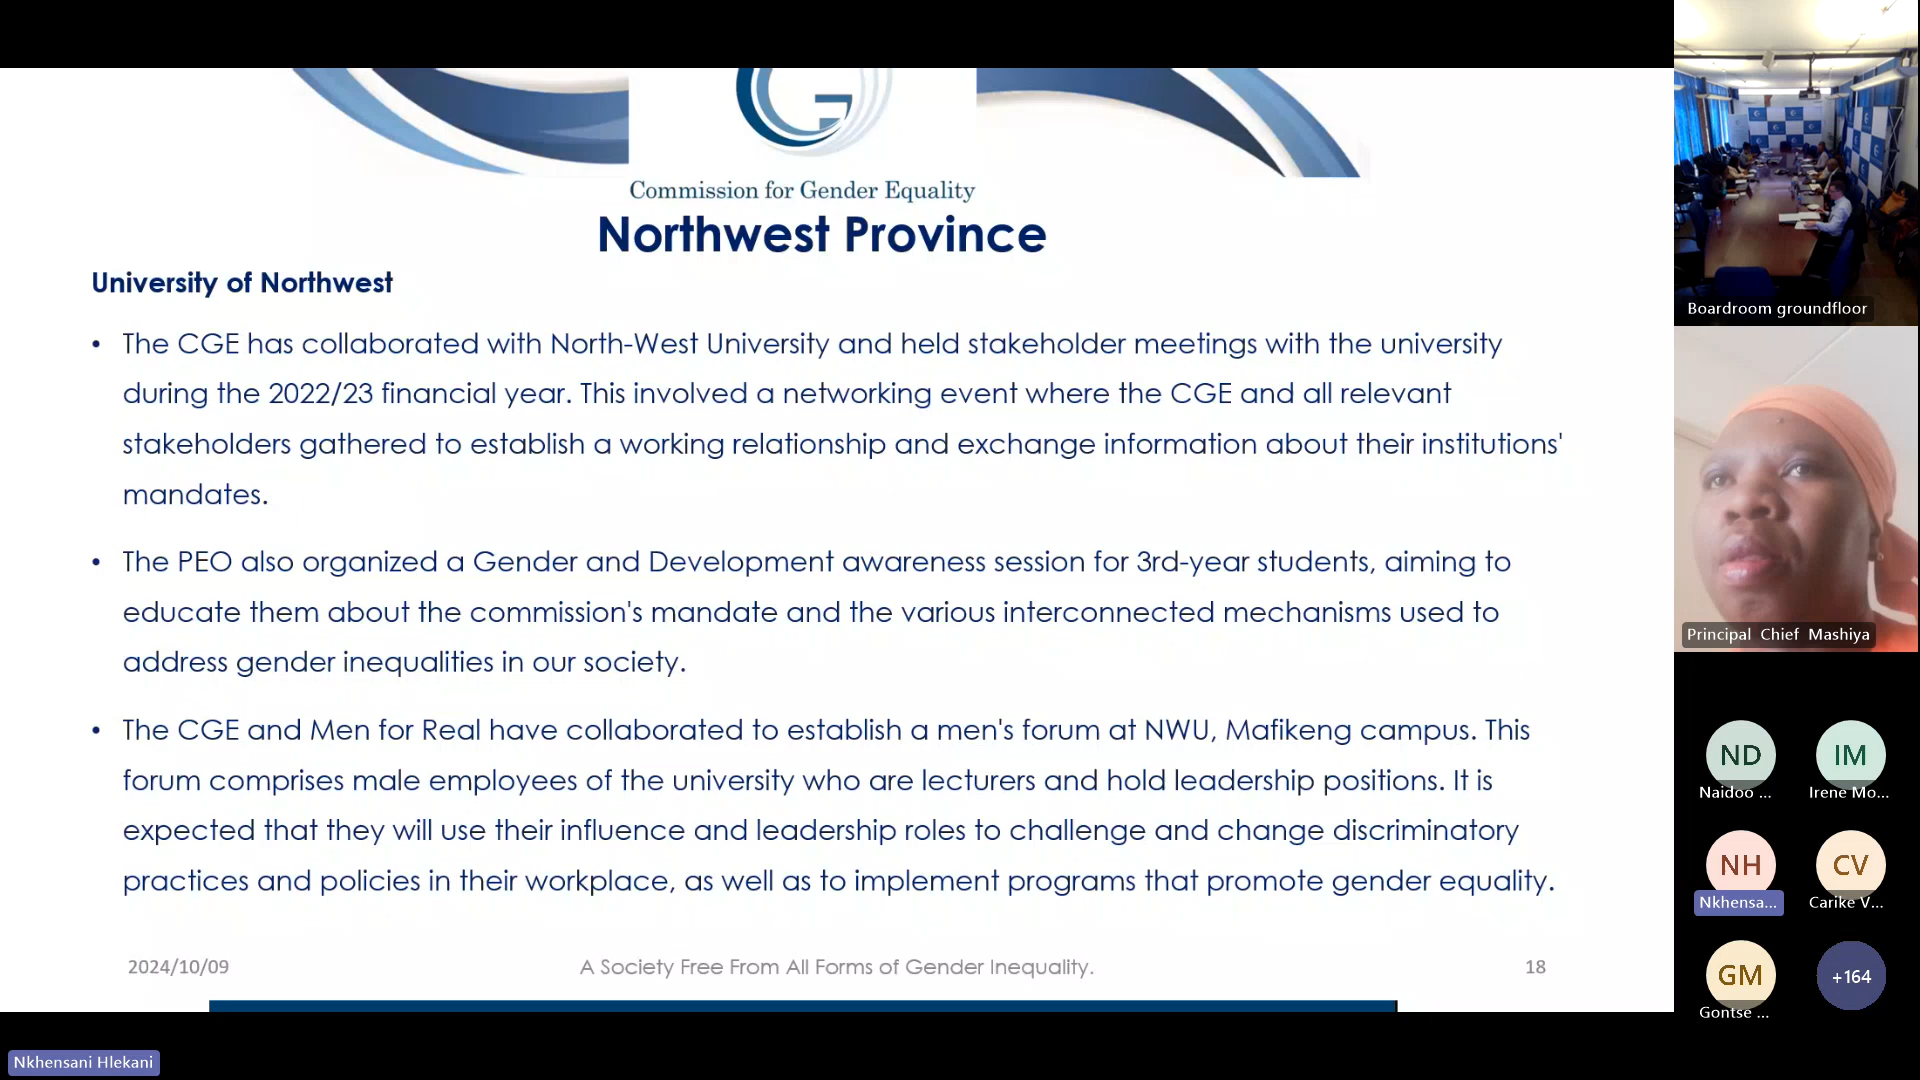 Commission for Gender Equality
Northwest Province
University of Northwest
• The CGE has collaborated with North-West University and held stakeholder meetings with the university
during the 2022/23 financial year. This involved a networking event where the CGE and all relevant
stakeholders gathered to establish a working relationship and exchange information about their institutions'
mandates.
• The PEO also organized a Gender and Development awareness session for 3rd-year students, aiming to
educate them about the commission's mandate and the various interconnected mechanisms used to
address gender inequalities in our society.
• The CGE and Men for Real have collaborated to establish a men's forum at NWU, Mafikeng campus. This
forum comprises male employees of the university who are lecturers and hold leadership positions. It is
expected that they will use their influence and leadership roles to challenge and change discriminatory
practices and policies in their workplace, as well as to implement programs that promote gender equality.
2024/10/09
A Society Free From All Forms of Gender Inequality.
18
Nkhensani Hlekani
Boardroom groundfloor
Principal Chief Mashiya
ND
IM
Naidoo ...
Irene Mo...
NH
CV
Nkhensa...
Carike V...
GM
+164
Gontse ...